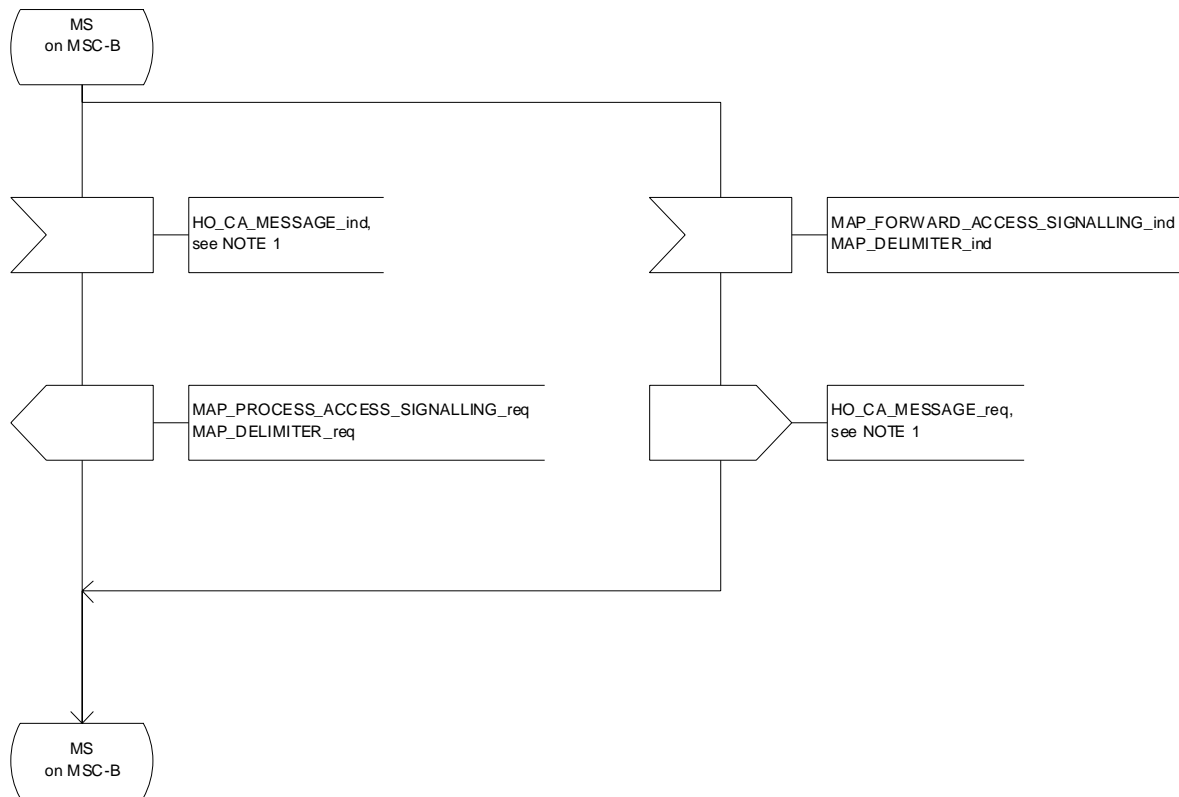 MS
on MSC-B
HO_CA_MESSAGE_ind,
see NOTE 1
MAP_FORWARD_ACCESS_SIGNALLING_ind
MAP_DELIMITER_ind
MAP_PROCESS_ACCESS_SIGNALLING_req
MAP_DELIMITER_req
HO_CA_MESSAGE_req,
see NOTE 1
MS
on MSC-B